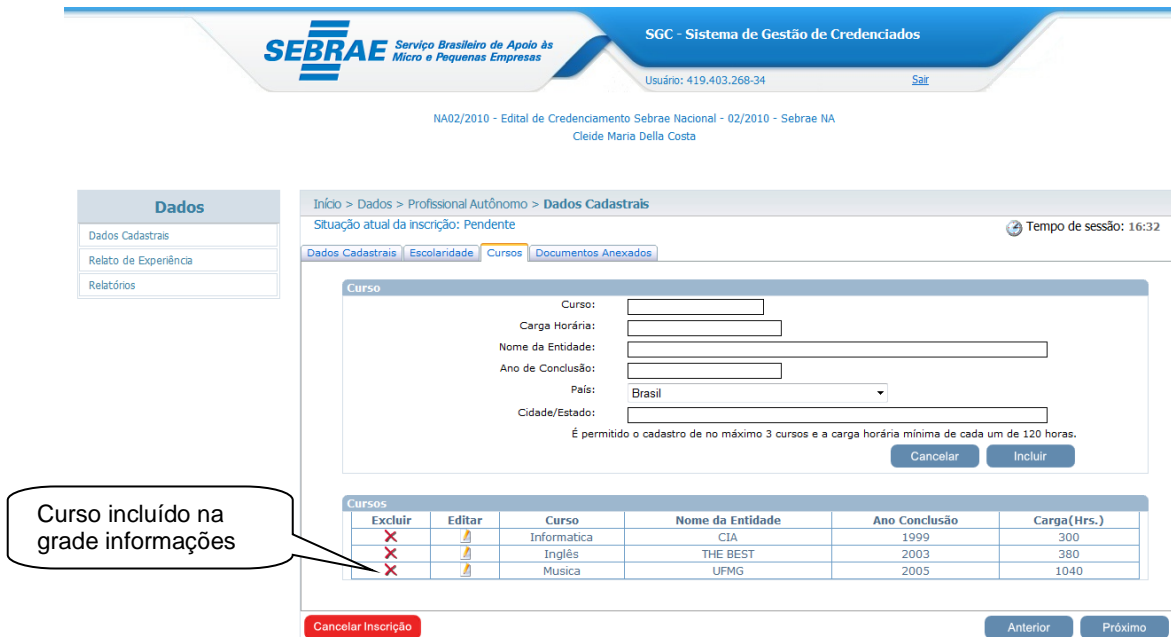 SEBRAE Serviço Brasileiro de Apoio às
Micro e Pequenas Empresas
SGC - Sistema de Gestão de Credenciados
Usuário: 419.403.268-34 Sair
NA02/2010 - Edital de Credenciamento Sebrae Nacional - 02/2010 - Sebrae NA
Cleide Maria Della Costa
Dados
Dados Cadastrais
Relato de Experiência
Relatórios
Início > Dados > Profissional Autônomo > Dados Cadastrais
Situação atual da inscrição: Pendente
Tempo de sessão: 16:32
Dados Cadastrais Escolaridade Cursos Documentos Anexados
Curso
Curso:
Carga Horária:
Nome da Entidade:
Ano de Conclusão:
País: Brasil
Cidade/Estado:
É permitido o cadastro de no máximo 3 cursos e a carga horária mínima de cada um de 120 horas.
Cancelar Incluir
Curso incluído na
grade informações
Cursos
Excluir Editar Curso Nome da Entidade Ano Conclusão Carga(Hrs.)
Informatica CIA 1999 300
Inglês THE BEST 2003 380
Musica UFMG 2005 1040
Cancelar Inscrição Anterior Próximo